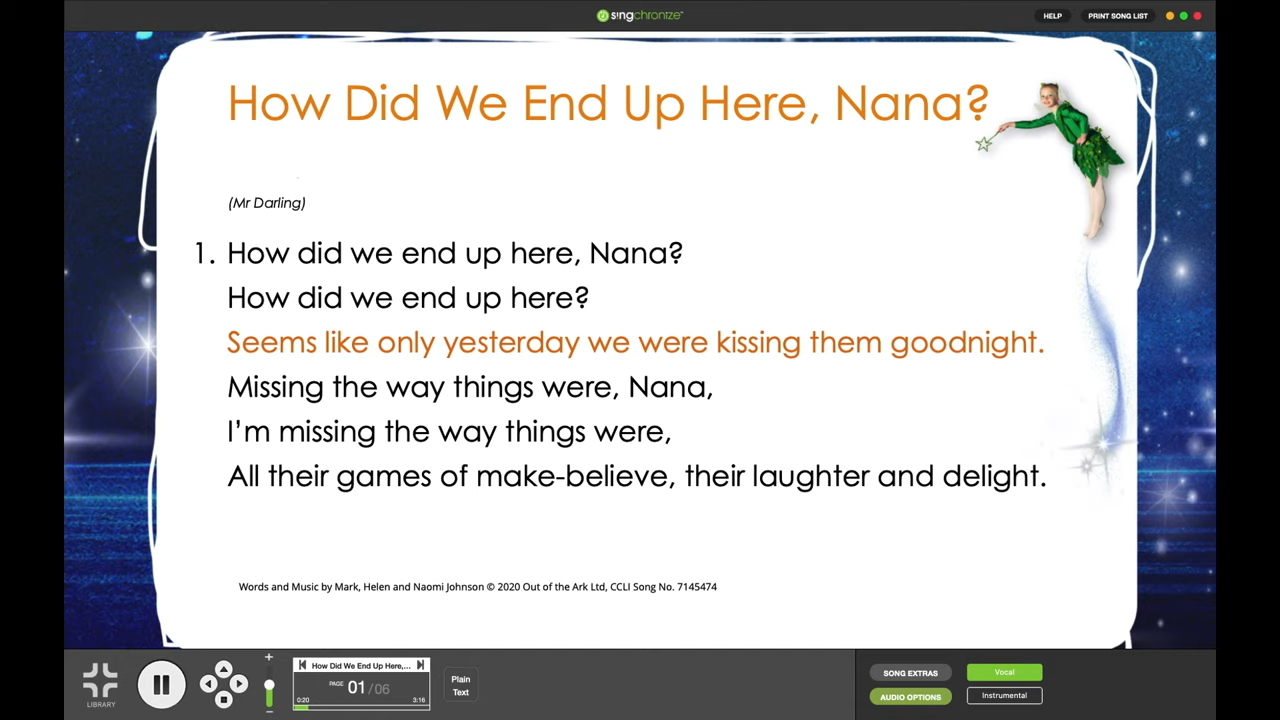 singchronize™
HELP
PRINT SONG LIST
How Did We End Up Here, Nana?
(Mr Darling)
1. How did we end up here, Nana?
How did we end up here?
Seems like only yesterday we were kissing them goodnight.
Missing the way things were, Nana,
I'm missing the way things were,
All their games of make-believe, their laughter and delight.
Words and Music by Mark, Helen and Naomi Johnson © 2020 Out of the Ark Ltd, CCLI Song No. 7145474
LIBRARY
+
−
How Did We End Up Here,...
PAGE 01/06
0:20 3:16
Plain
Text
SONG EXTRAS
AUDIO OPTIONS
Vocal
Instrumental